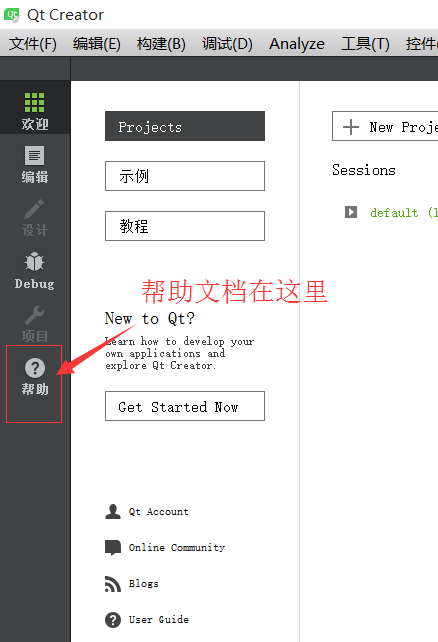 Qt Creator
文件(F) 编辑(E) 构建(B) 调试(D) Analyze 工具(T) 控件
欢迎
编辑
设计
Debug
项目
帮助
Projects
示例
教程
帮助文档在这里
New to Qt?
Learn how to develop your
own applications and
explore Qt Creator.
Get Started Now
Qt Account
Online Community
Blogs
User Guide
New Proje
Sessions
default (l